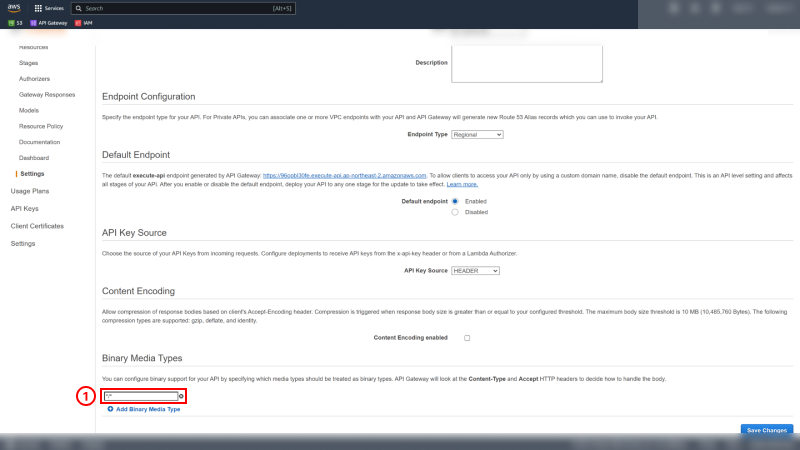 aws
Services
Search
[Alt+S]
S3
API Gateway
IAM
Resources
Stages
Authorizers
Gateway Responses
Models
Resource Policy
Documentation
Dashboard
Settings
Usage Plans
API Keys
Client Certificates
Settings
Description
Endpoint Configuration
Specify the endpoint type for your API. For Private APIs, you can associate one or more VPC endpoints with your API and API Gateway will generate new Route 53 Alias records which you can use to invoke your API.
Endpoint Type Regional
Default Endpoint
The default execute-api endpoint generated by API Gateway: https://96opbl30fe.execute-api.ap-northeast-2.amazonaws.com. To allow clients to access your API only by using a custom domain name, disable the default endpoint. This is an API level setting and affects
all stages of your API. After you enable or disable the default endpoint, deploy your API to any one stage for the update to take effect. Learn more.
Default endpoint Enabled
Disabled
API Key Source
Choose the source of your API Keys from incoming requests. Configure deployments to receive API keys from the x-api-key header or from a Lambda Authorizer.
API Key Source HEADER
Content Encoding
Allow compression of response bodies based on client's Accept-Encoding header. Compression is triggered when response body size is greater than or equal to your configured threshold. The maximum body size threshold is 10 MB (10,485,760 Bytes). The following
compression types are supported: gzip, deflate, and identity.
Content Encoding enabled
Binary Media Types
You can configure binary support for your API by specifying which media types should be treated as binary types. API Gateway will look at the Content-Type and Accept HTTP headers to decide how to handle the body.
1
*/*
Add Binary Media Type
Save Changes